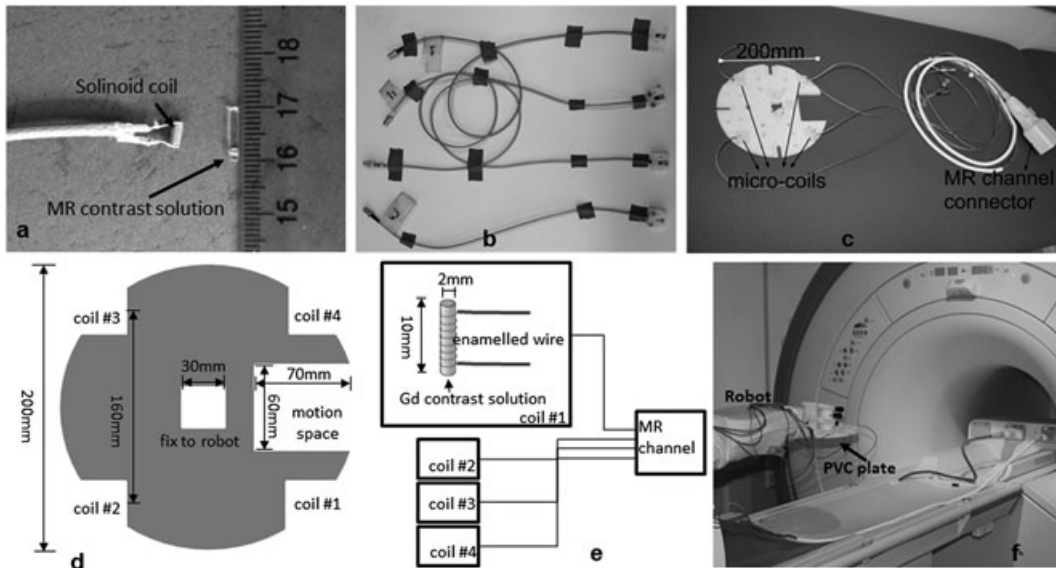 18
17
16
15
Solinoid coil
MR contrast solution
a
b
200mm
micro-coils
MR channel
connector
c
200mm
160mm
coil #3
coil #4
30mm
fix to robot
70mm
60mm
motion
space
coil #2
coil #1
d
2mm
10mm
enamelled wire
Gd contrast solution
coil #1
MR
channel
coil #2
coil #3
coil #4
e
Robot
PVC plate
f